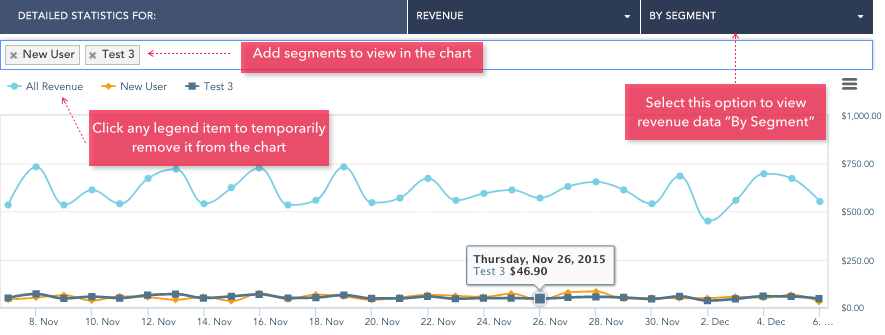 DETAILED STATISTICS FOR:
REVENUE
BY SEGMENT
× New User
× Test 3
Add segments to view in the chart
All Revenue
New User
Test 3
Click any legend item to temporarily
remove it from the chart
Select this option to view
revenue data “By Segment”
$1,000.00
$750.00
$500.00
$250.00
$0.00
Thursday, Nov 26, 2015
Test 3 $46.90
8. Nov
10. Nov
12. Nov
14. Nov
16. Nov
18. Nov
20. Nov
22. Nov
24. Nov
26. Nov
28. Nov
30. Nov
2. Dec
4. Dec
6. ...